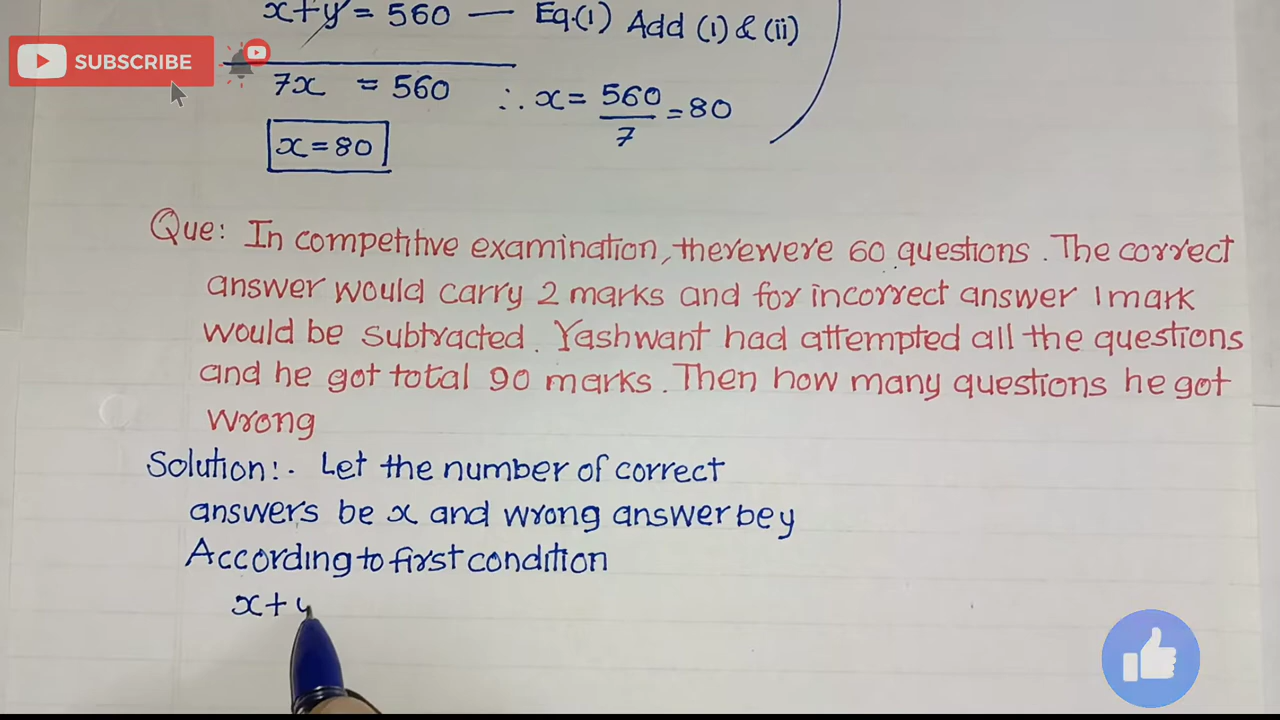 x+y = 560 — Eq.(1) Add (1) & (ii)
SUBSCRIBE
7x = 560 ∴ x = 560/7 = 80
x = 80
Que: In competitive examination, therewere 60 questions. The correct
answer would carry 2 marks and for incorrect answer 1 mark
would be subtracted. Yashwant had attempted all the questions
and he got total 90 marks. Then how many questions he got
wrong
Solution:- Let the number of correct
answers be x and wrong answer be y
According to first condition
x+y